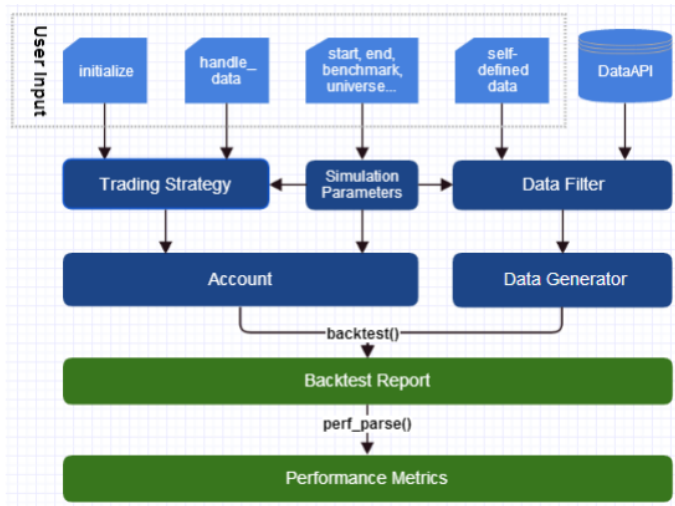 User Input
initialize
handle_
data
start, end,
benchmark,
universe...
self-
defined
data
DataAPI
Trading Strategy
Simulation
Parameters
Data Filter
Account
Data Generator
backtest()
Backtest Report
perf_parse()
Performance Metrics